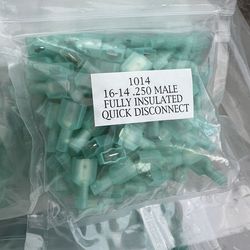 1014
16-14 .250 MALE
FULLY INSULATED
QUICK DISCONNECT